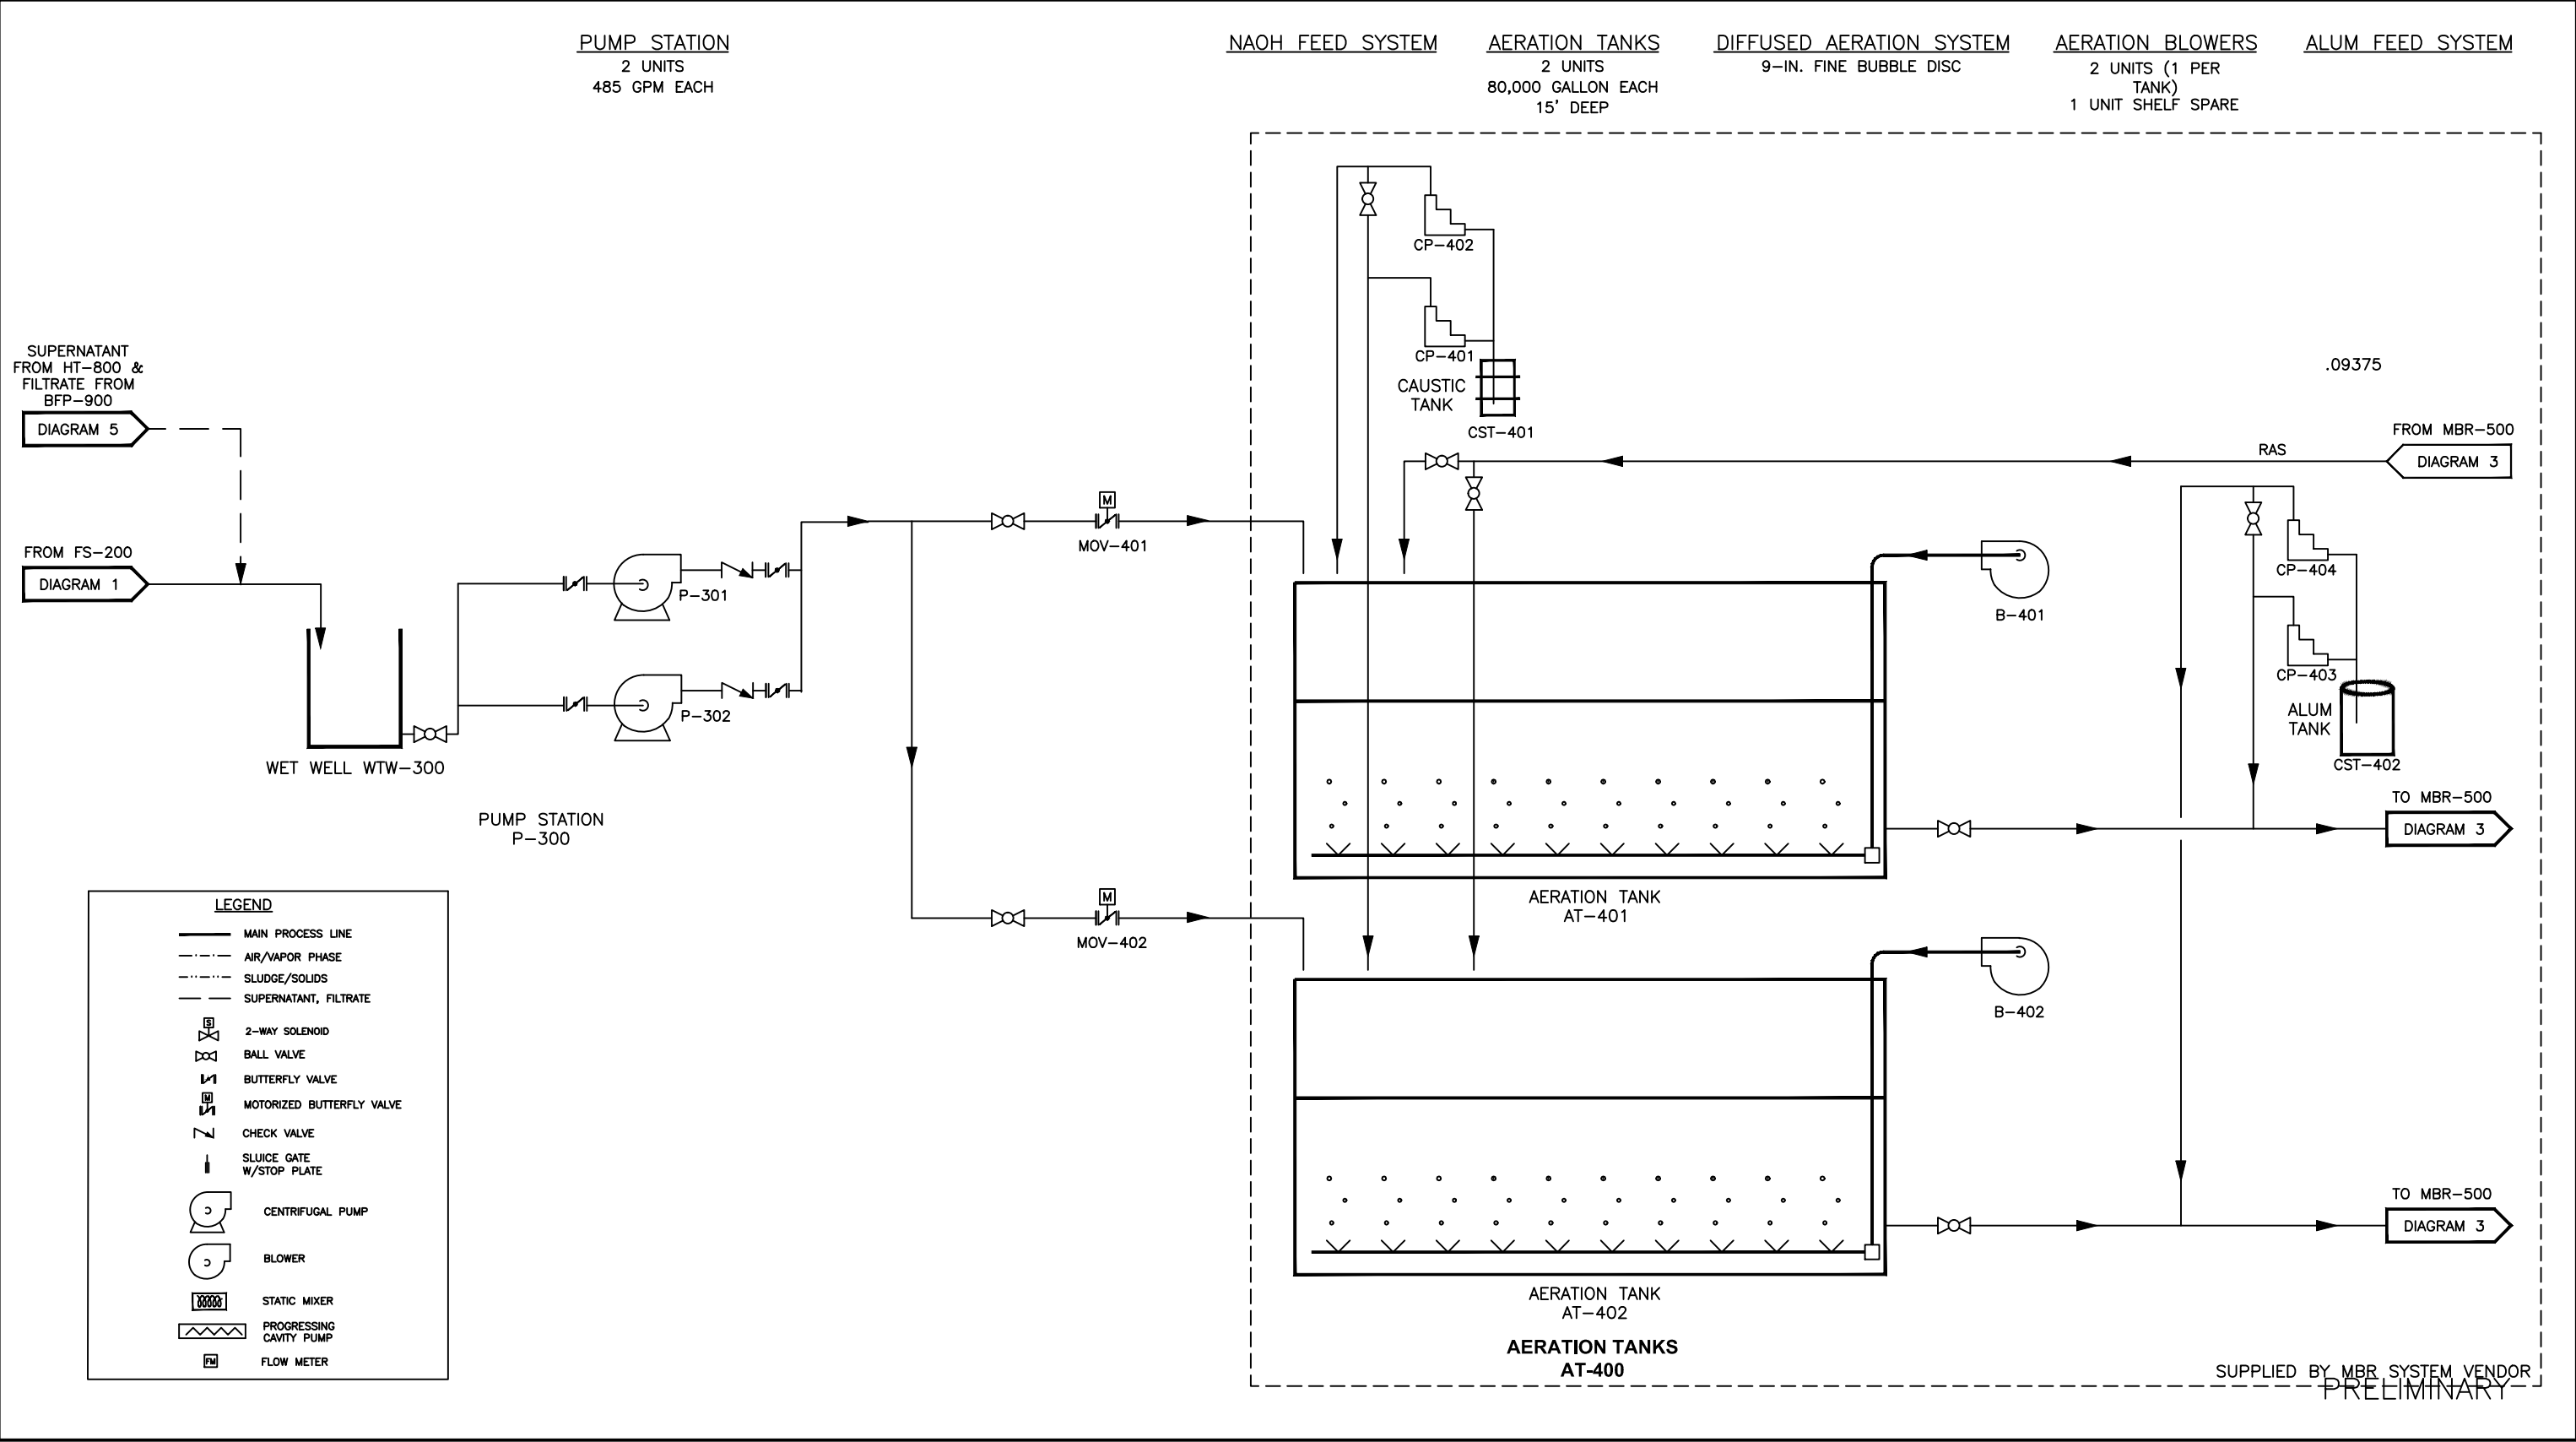 PUMP STATION
2 UNITS
485 GPM EACH
NAOH FEED SYSTEM
AERATION TANKS
2 UNITS
80,000 GALLON EACH
15' DEEP
DIFFUSED AERATION SYSTEM
9-IN. FINE BUBBLE DISC
AERATION BLOWERS
2 UNITS (1 PER
TANK)
1 UNIT SHELF SPARE
ALUM FEED SYSTEM
CP-402
CP-401
CAUSTIC
TANK
CST-401
.09375
SUPERNATANT
FROM HT-800 &
FILTRATE FROM
BFP-900
DIAGRAM 5
FROM MBR-500
RAS
DIAGRAM 3
FROM FS-200
DIAGRAM 1
M
MOV-401
P-301
P-302
WET WELL WTW-300
PUMP STATION
P-300
B-401
CP-404
CP-403
ALUM
TANK
CST-402
TO MBR-500
DIAGRAM 3
AERATION TANK
AT-401
M
MOV-402
B-402
TO MBR-500
DIAGRAM 3
AERATION TANK
AT-402
AERATION TANKS
AT-400
SUPPLIED BY MBR SYSTEM VENDOR
PRELIMINARY
LEGEND
MAIN PROCESS LINE
AIR/VAPOR PHASE
SLUDGE/SOLIDS
SUPERNATANT, FILTRATE
S
2-WAY SOLENOID
BALL VALVE
BUTTERFLY VALVE
M
MOTORIZED BUTTERFLY VALVE
CHECK VALVE
SLUICE GATE
W/STOP PLATE
CENTRIFUGAL PUMP
BLOWER
STATIC MIXER
PROGRESSING
CAVITY PUMP
FM
FLOW METER